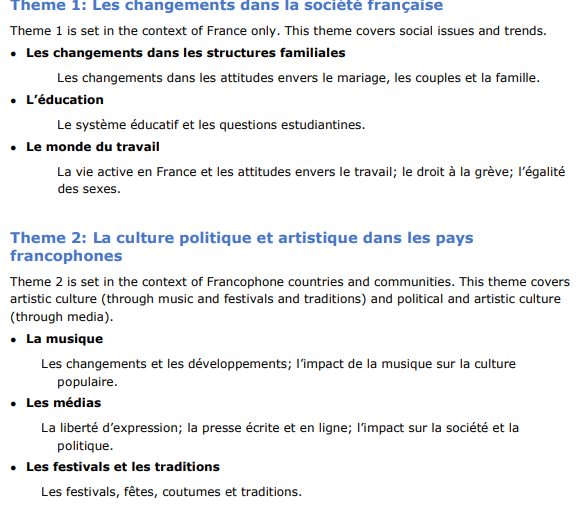 Theme 1: Les changements dans la société française
Theme 1 is set in the context of France only. This theme covers social issues and trends.
• Les changements dans les structures familiales
Les changements dans les attitudes envers le mariage, les couples et la famille.
• L’éducation
Le système éducatif et les questions estudiantines.
• Le monde du travail
La vie active en France et les attitudes envers le travail; le droit à la grève; l’égalité
des sexes.
Theme 2: La culture politique et artistique dans les pays
francophones
Theme 2 is set in the context of Francophone countries and communities. This theme covers
artistic culture (through music and festivals and traditions) and political and artistic culture
(through media).
• La musique
Les changements et les développements; l’impact de la musique sur la culture
populaire.
• Les médias
La liberté d’expression; la presse écrite et en ligne; l’impact sur la société et la
politique.
• Les festivals et les traditions
Les festivals, fêtes, coutumes et traditions.